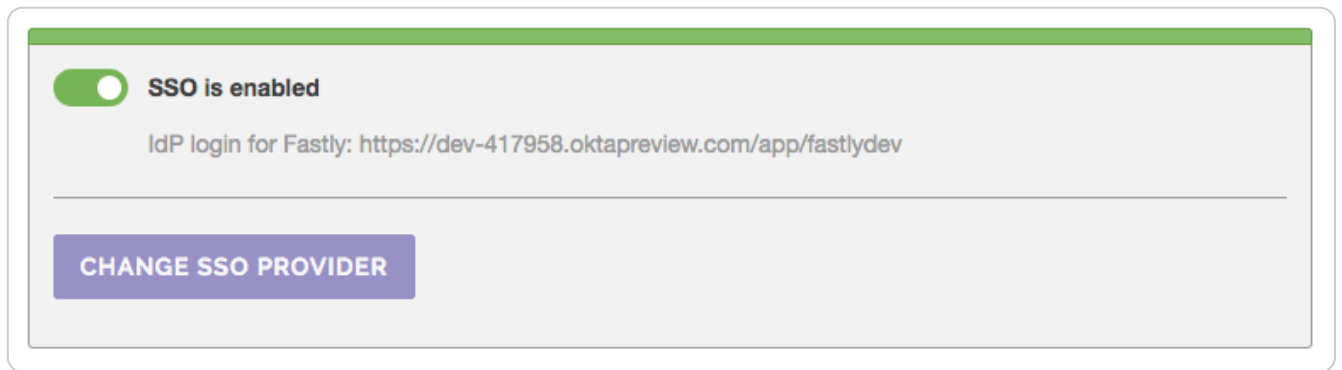 SSO is enabled
IdP login for Fastly: https://dev-417958.oktapreview.com/app/fastlydev
CHANGE SSO PROVIDER